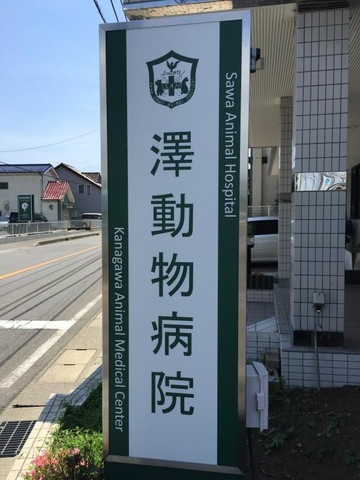 澤動物病院
Sawa Animal Hospital
Kanagawa Animal Medical Center